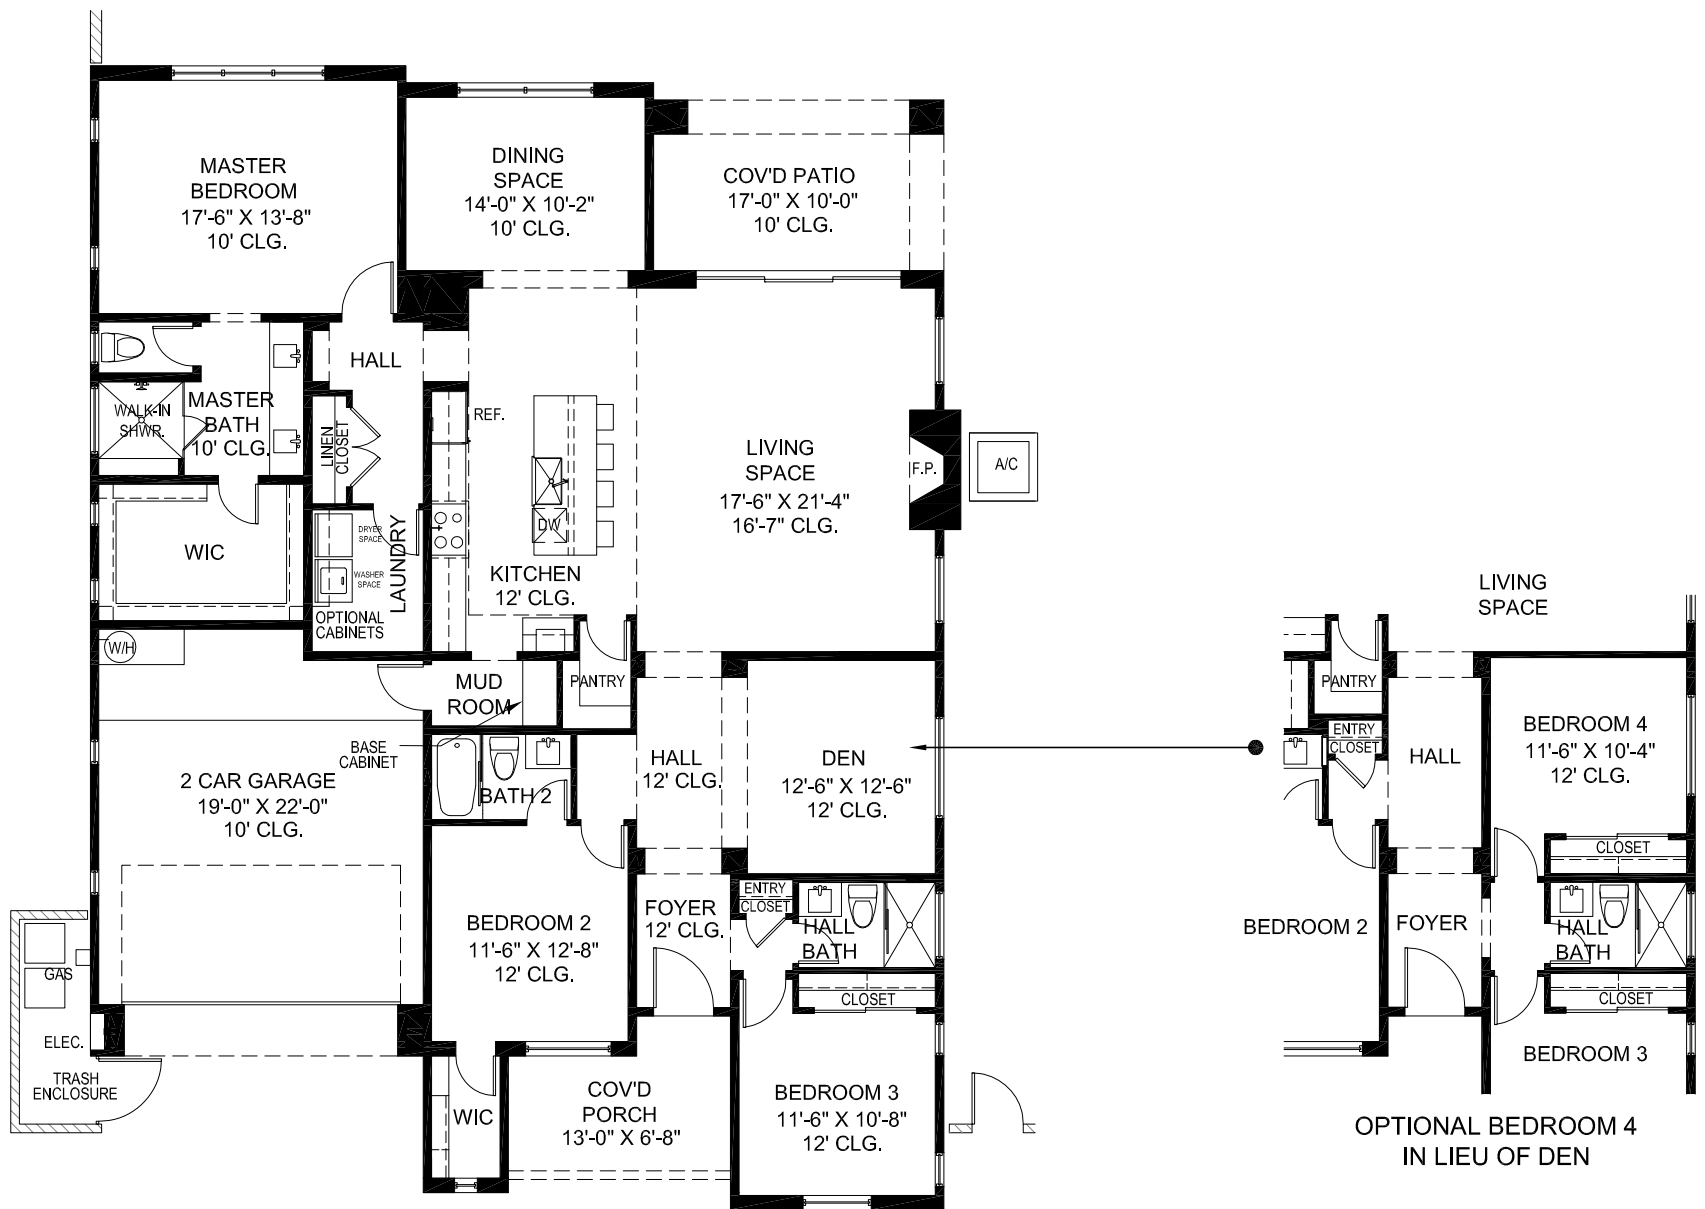 MASTER
BEDROOM
17'-6" X 13'-8"
10' CLG.
DINING
SPACE
14'-0" X 10'-2"
10' CLG.
COV'D PATIO
17'-0" X 10'-0"
10' CLG.
HALL
WALK-IN
SHWR.
MASTER
BATH
10' CLG.
LINEN
CLOSET
REF.
LIVING
SPACE
17'-6" X 21'-4"
16'-7" CLG.
F.P.
A/C
DW
WIC
DRYER
SPACE
WASHER
SPACE
LAUNDRY
OPTIONAL
CABINETS
KITCHEN
12' CLG.
W/H
MUD
ROOM
PANTRY
BASE
CABINET
2 CAR GARAGE
19'-0" X 22'-0"
10' CLG.
BATH 2
HALL
12' CLG.
DEN
12'-6" X 12'-6"
12' CLG.
BEDROOM 2
11'-6" X 12'-8"
12' CLG.
FOYER
12' CLG.
ENTRY
CLOSET
HALL
BATH
CLOSET
GAS
ELEC.
TRASH
ENCLOSURE
WIC
COV'D
PORCH
13'-0" X 6'-8"
BEDROOM 3
11'-6" X 10'-8"
12' CLG.
LIVING
SPACE
PANTRY
ENTRY
CLOSET
HALL
BEDROOM 4
11'-6" X 10'-4"
12' CLG.
CLOSET
BEDROOM 2
FOYER
HALL
BATH
CLOSET
BEDROOM 3
OPTIONAL BEDROOM 4
IN LIEU OF DEN